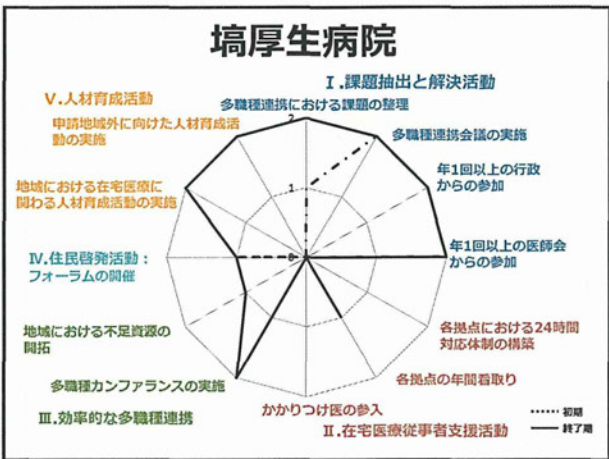 塙厚生病院
Ⅰ.課題抽出と解決活動
Ⅴ.人材育成活動
多職種連携における課題の整理
申請地域外に向けた人材育成活
動の実施
多職種連携会議の実施
年1回以上の行政
からの参加
地域における在宅医療に
関わる人材育成活動の実施
年1回以上の医師会
からの参加
Ⅳ.住民啓発活動：
フォーラムの開催
地域における不足資源の
開拓
各拠点における24時間
対応体制の構築
各拠点の年間看取り
多職種カンファランスの実施
かかりつけ医の参入
Ⅲ.効率的な多職種連携
Ⅱ.在宅医療従事者支援活動
2
1
0
初期
終了期